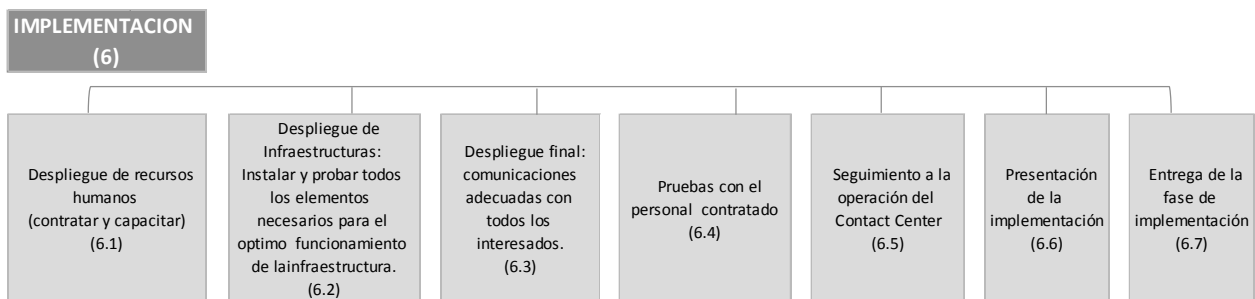 IMPLEMENTACION
(6)
Despliegue de recursos
humanos
(contratar y capacitar)
(6.1)
Despliegue de
Infraestructuras:
Instalar y probar todos
los elementos
necesarios para el
optimo funcionamiento
de lainfraestructura.
(6.2)
Despliegue final:
comunicaciones
adecuadas con
todos los
interesados.
(6.3)
Pruebas con el
personal contratado
(6.4)
Seguimiento a la
operación del
Contact Center
(6.5)
Presentación
de la
implementación
(6.6)
Entrega de la
fase de
implementación
(6.7)